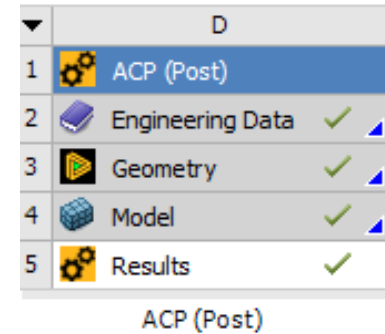 D
1 ACP (Post)
2 Engineering Data
3 Geometry
4 Model
5 Results
ACP (Post)